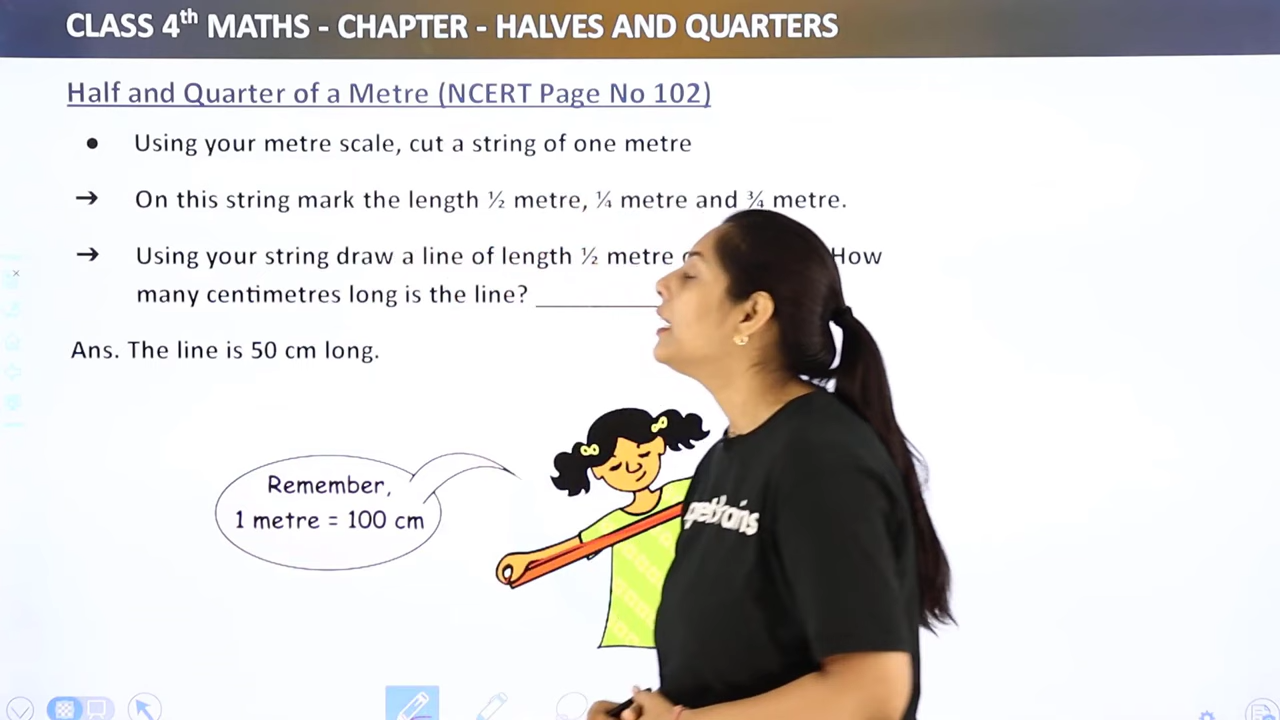 CLASS 4th MATHS - CHAPTER - HALVES AND QUARTERS
Half and Quarter of a Metre (NCERT Page No 102)
• Using your metre scale, cut a string of one metre
→ On this string mark the length ½ metre, ¼ metre and ¾ metre.
→ Using your string draw a line of length ½ metre How
many centimetres long is the line? __________
Ans. The line is 50 cm long.
Remember,
1 metre = 100 cm